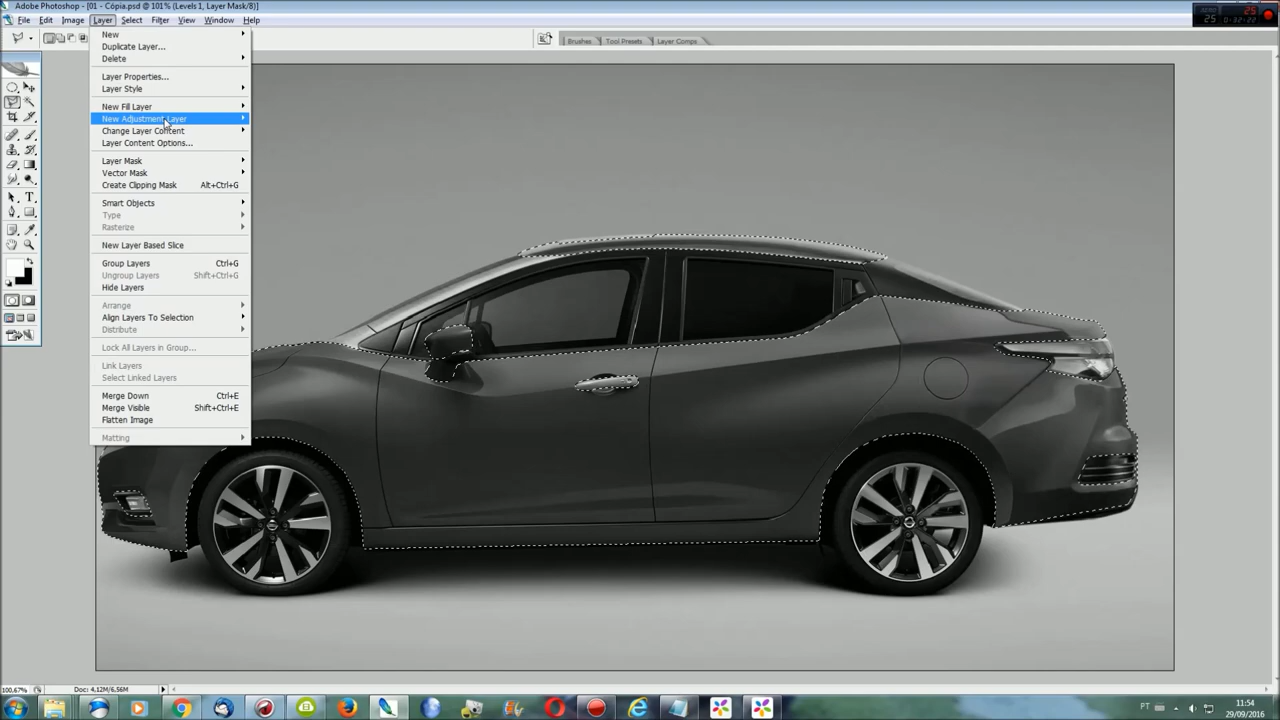 Adobe Photoshop - [01 - Cópia.psd @ 101% (Levels 1, Layer Mask/8)]
File Edit Image Layer Select Filter View Window Help
25
25 0:32:22
Brushes Tool Presets Layer Comps
New
Duplicate Layer...
Delete
Layer Properties...
Layer Style
New Fill Layer
New Adjustment Layer
Change Layer Content
Layer Content Options...
Layer Mask
Vector Mask
Create Clipping Mask Alt+Ctrl+G
Smart Objects
Type
Rasterize
New Layer Based Slice
Group Layers Ctrl+G
Ungroup Layers Shift+Ctrl+G
Hide Layers
Arrange
Align Layers To Selection
Distribute
Lock All Layers in Group...
Link Layers
Select Linked Layers
Merge Down Ctrl+E
Merge Visible Shift+Ctrl+E
Flatten Image
Matting
100,67% Doc: 4,12M/6,56M
PT 11:54
29/09/2016